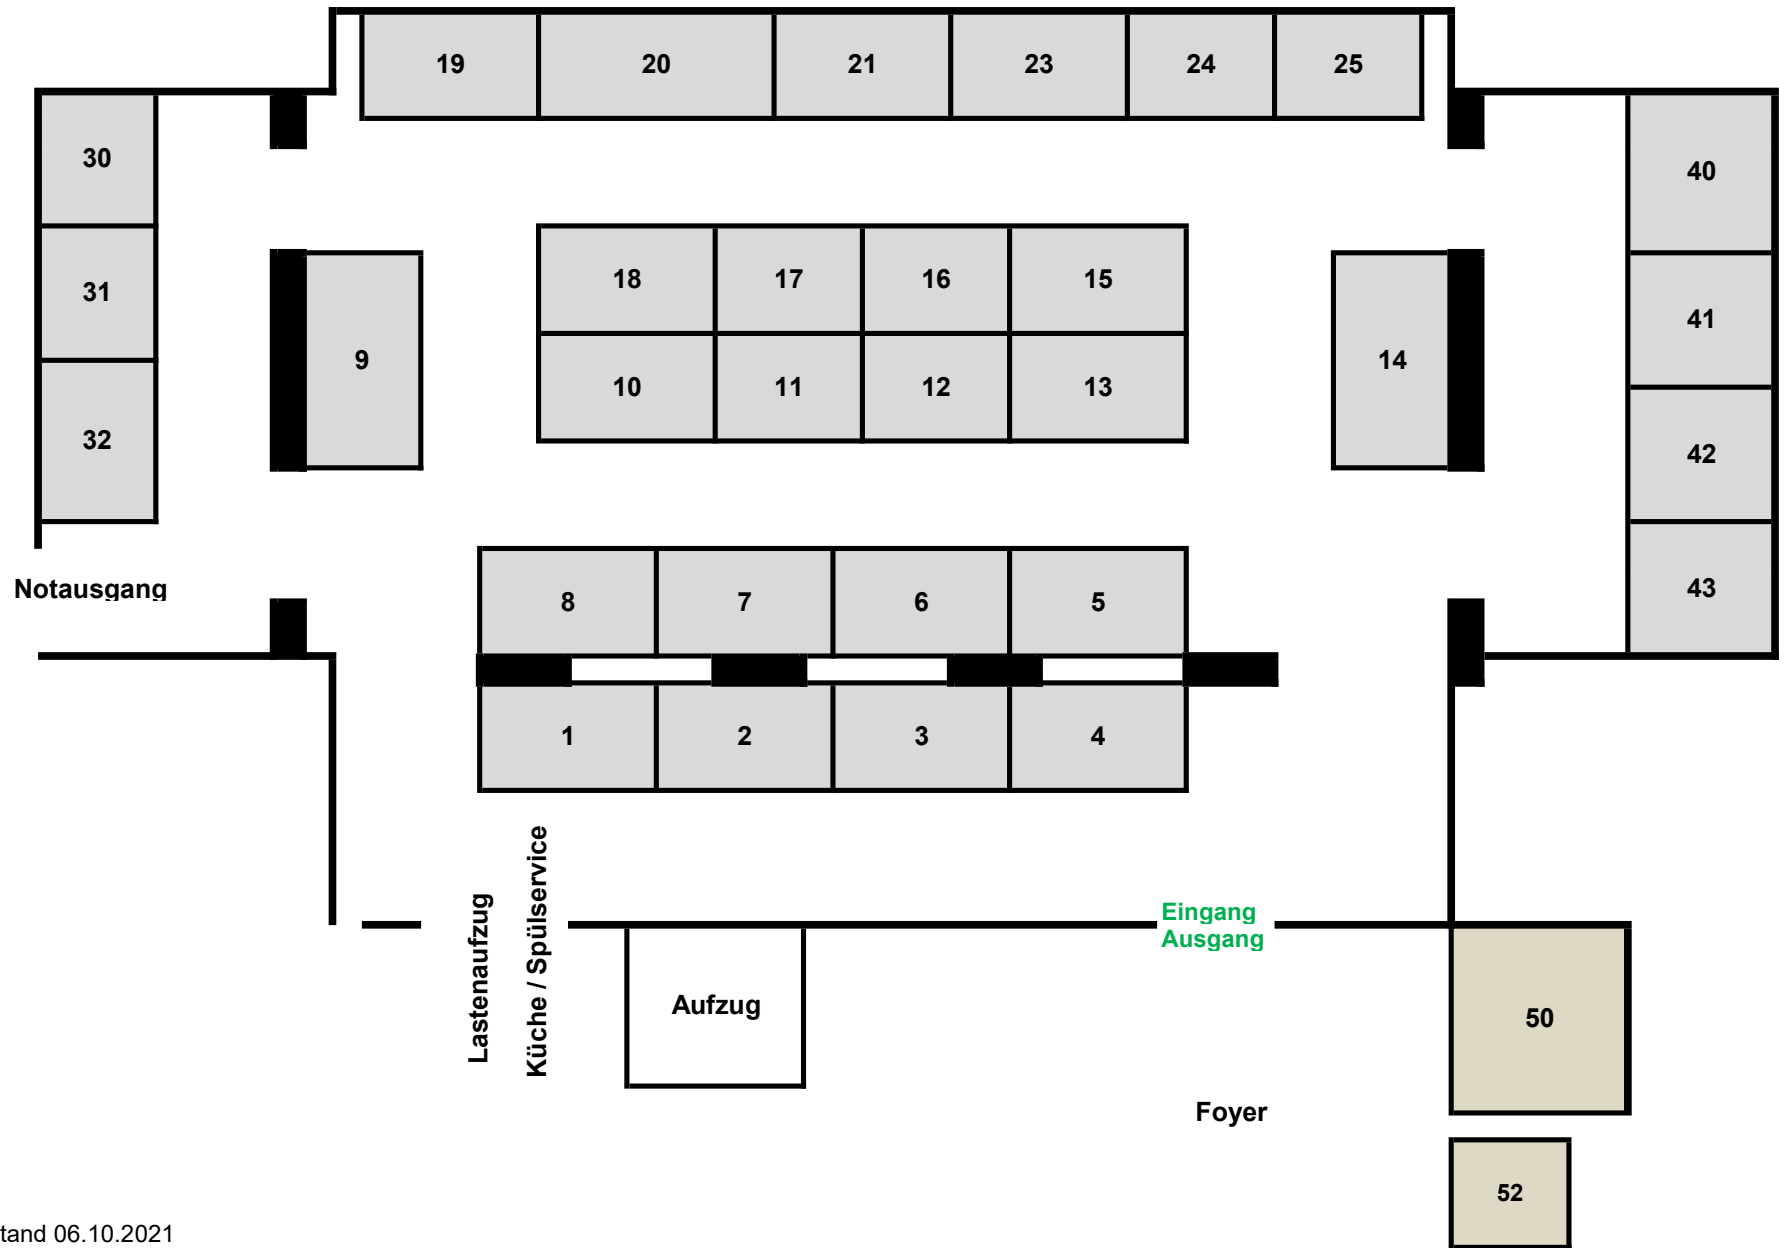 19 20 21 23 24 25
30
40
31
18 17 16 15
41
9
14
10 11 12 13
32
42
Notausgang
8 7 6 5
43
1 2 3 4
Lastenaufzug
Küche / Spülservice
Eingang
Ausgang
Aufzug
50
Foyer
52
tand 06.10.2021